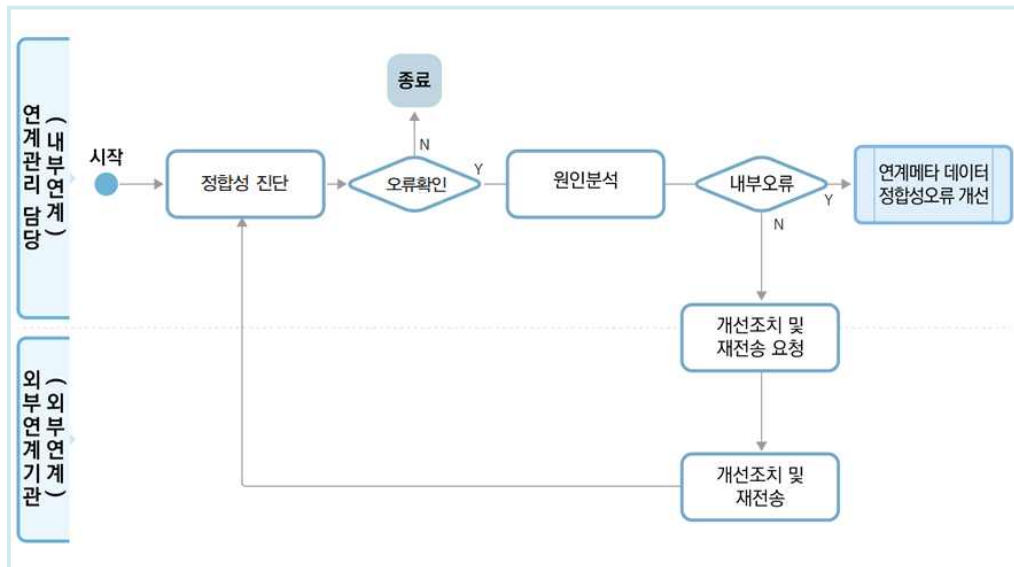 연계관리 담당
(내부연계)
시작
정합성 진단
오류확인
N
종료
Y
원인분석
내부오류
Y
연계메타 데이터
정합성오류 개선
N
개선조치 및
재전송 요청
외부연계기관
(외부연계)
개선조치 및
재전송